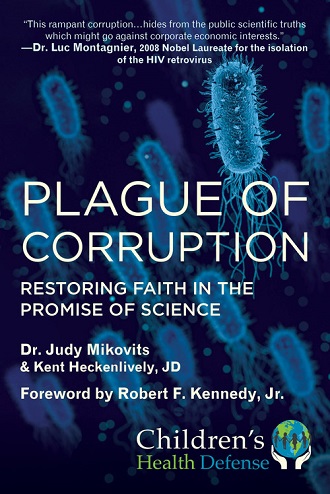 "This rampant corruption...hides from the public scientific truths
which might go against corporate economic interests."
—Dr. Luc Montagnier, 2008 Nobel Laureate for the isolation
of the HIV retrovirus
PLAGUE OF
CORRUPTION
RESTORING FAITH IN THE
PROMISE OF SCIENCE
Dr. Judy Mikovits
& Kent Heckenlively, JD
Foreword by Robert F. Kennedy, Jr.
Children's
Health Defense